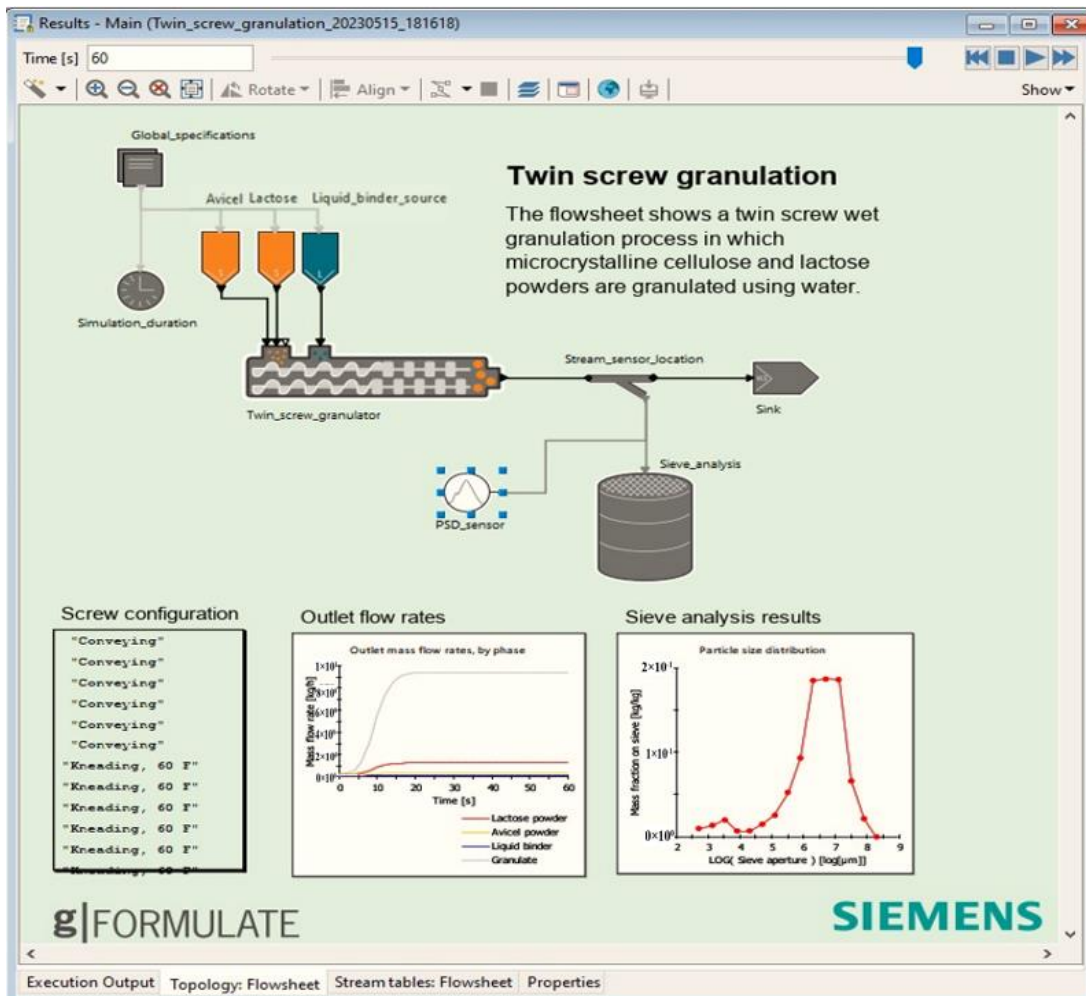 Results - Main (Twin_screw_granulation_20230515_181618)
Time [s] 60
Rotate Align Show
Global_specifications
Avicel Lactose Liquid_binder_source
Simulation_duration
Twin screw granulation
The flowsheet shows a twin screw wet
granulation process in which
microcrystalline cellulose and lactose
powders are granulated using water.
Stream_sensor_location
Twin_screw_granulator
Sink
Sieve_analysis
PSD_sensor
Screw configuration
"Conveying"
"Conveying"
"Conveying"
"Conveying"
"Conveying"
"Conveying"
"Kneading, 60 F"
"Kneading, 60 F"
"Kneading, 60 F"
"Kneading, 60 F"
"Kneading, 60 F"
"Kneading, 60 F"
Outlet flow rates
Outlet mass flow rates, by phase
Mass flow rate [kg/h]
0 10 20 30 40 50 60
Time [s]
Lactose powder
Avicel powder
Liquid binder
Granulate
Sieve analysis results
Particle size distribution
Mass fraction on sieve [kg/kg]
2×10⁻¹
1×10⁻¹
0×10⁰
2 3 4 5 6 7 8 9
LOG( Sieve aperture ) [log[µm]]
g|FORMULATE
SIEMENS
Execution Output Topology: Flowsheet Stream tables: Flowsheet Properties